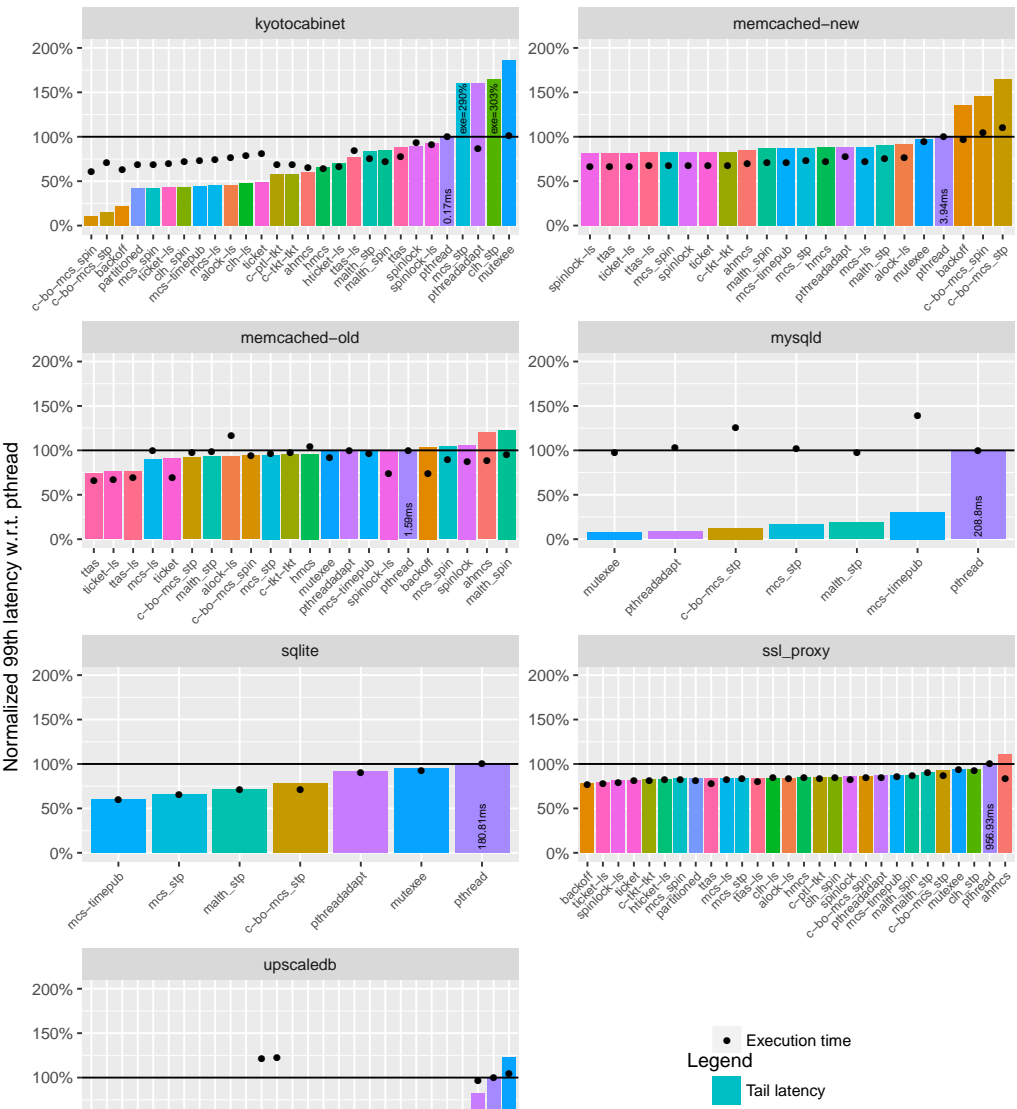 Normalized 99th latency w.r.t. pthread
kyotocabinet
200%
150%
100%
50%
0%
exe=290%
exe=303%
0.17ms
c-bo-mcs_spin
c-bo-mcs_stp
backoff
partitioned
mcs_spin
ticket-ls
clh_spin
mcs-timepub
mcs-ls
alock-ls
clh-ls
ticket
c-ptl-tkt
c-tkt-tkt
ahmcs
hmcs
hticket-ls
ttas-ls
malth_stp
malth_spin
ttas
spinlock
spinlock-ls
pthread
mcs_stp
pthreadadapt
clh_stp
mutexee
memcached-new
200%
150%
100%
50%
0%
3.94ms
spinlock-ls
ttas
ticket-ls
ttas-ls
mcs_spin
spinlock
ticket
c-tkt-tkt
ahmcs
malth_spin
mcs-timepub
mcs_stp
hmcs
pthreadadapt
mcs-ls
malth_stp
alock-ls
mutexee
pthread
backoff
c-bo-mcs_spin
c-bo-mcs_stp
memcached-old
200%
150%
100%
50%
0%
1.59ms
ttas
ticket-ls
ttas-ls
mcs-ls
ticket
c-bo-mcs_stp
malth_stp
alock-ls
c-bo-mcs_spin
mcs_stp
c-tkt-tkt
hmcs
mutexee
pthreadadapt
mcs-timepub
spinlock-ls
pthread
backoff
mcs_spin
spinlock
ahmcs
malth_spin
mysqld
200%
150%
100%
50%
0%
208.8ms
mutexee
pthreadadapt
c-bo-mcs_stp
mcs_stp
malth_stp
mcs-timepub
pthread
sqlite
200%
150%
100%
50%
0%
180.81ms
mcs-timepub
mcs_stp
malth_stp
c-bo-mcs_stp
pthreadadapt
mutexee
pthread
ssl_proxy
200%
150%
100%
50%
0%
956.93ms
backoff
ticket-ls
spinlock-ls
ticket
c-tkt-tkt
hticket-ls
mcs_spin
partitioned
ttas
mcs-ls
mcs_stp
ttas-ls
clh-ls
alock-ls
hmcs
c-ptl-tkt
clh_spin
spinlock
c-bo-mcs_spin
pthreadadapt
mcs-timepub
malth_spin
malth_stp
c-bo-mcs_stp
mutexee
clh_stp
pthread
ahmcs
upscaledb
200%
150%
100%
Execution time
Legend
Tail latency